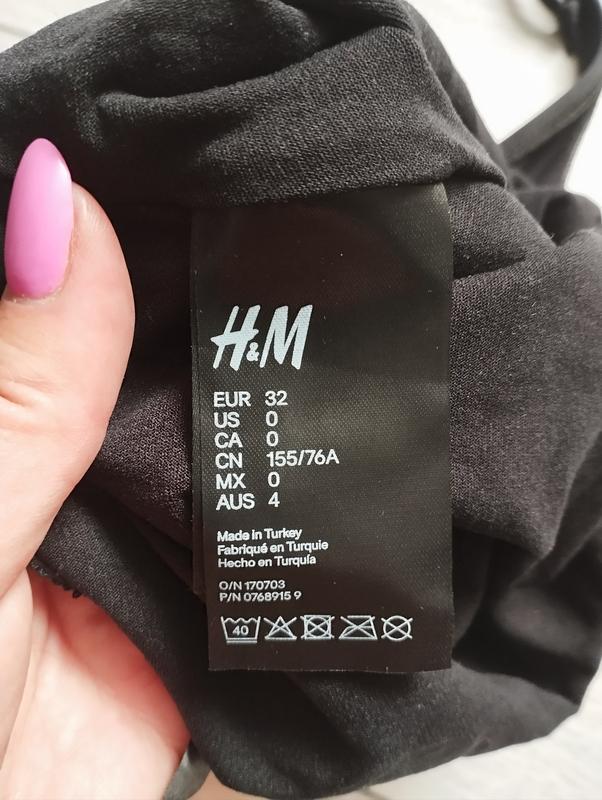 H&M
EUR 32
US 0
CA 0
CN 155/76A
MX 0
AUS 4
Made in Turkey
Fabriqué en Turquie
Hecho en Turquía
O/N 170703
P/N 0768915 9
40